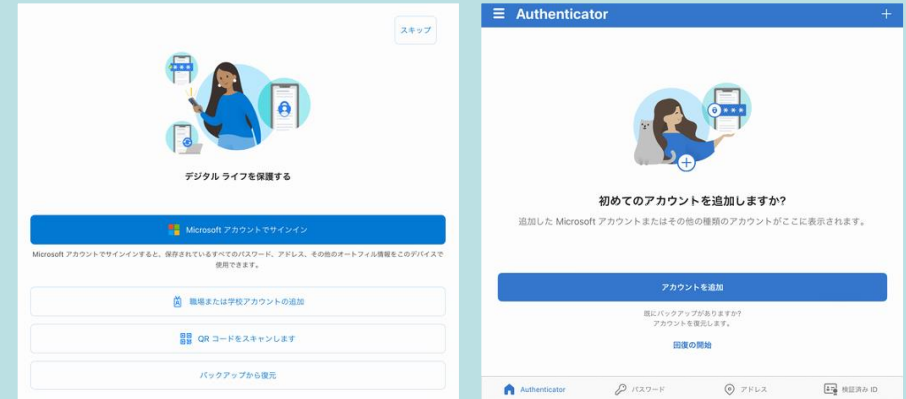 スキップ
デジタル ライフを保護する
Microsoft アカウントでサインイン
Microsoft アカウントでサインインすると、保存されているすべてのパスワード、アドレス、その他のオートフィル情報をこのデバイスで
使用できます。
職場または学校アカウントの追加
QR コードをスキャンします
バックアップから復元
Authenticator
初めてのアカウントを追加しますか?
追加した Microsoft アカウントまたはその他の種類のアカウントがここに表示されます。
アカウントを追加
既にバックアップがありますか?
アカウントを復元します。
回復の開始
Authenticator
パスワード
アドレス
検証済み ID